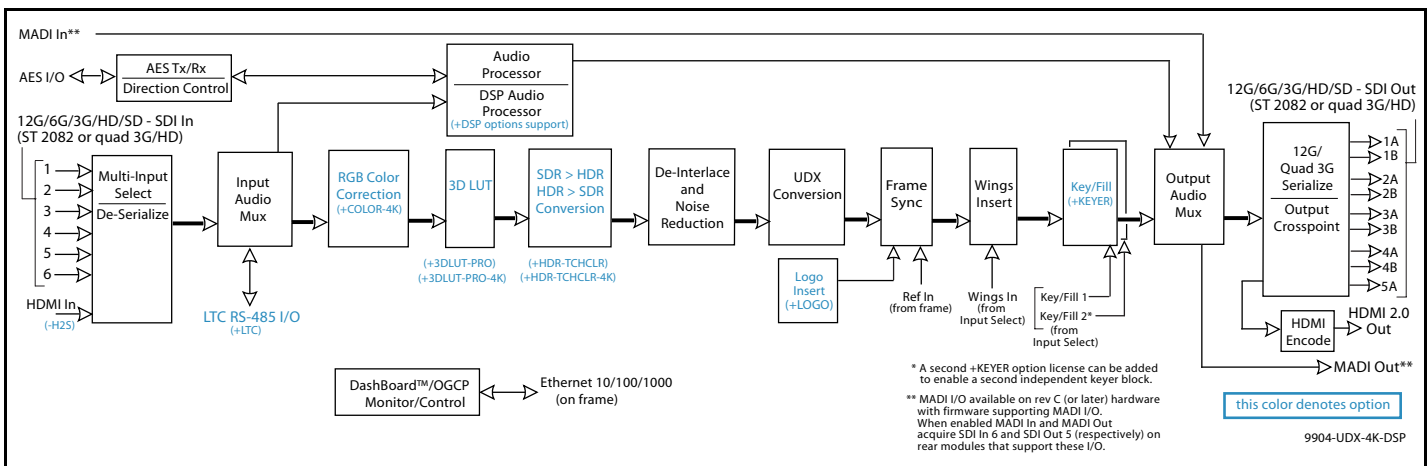 MADI In**
AES I/O
AES Tx/Rx
Direction Control
Audio
Processor
DSP Audio
Processor
(+DSP options support)
12G/6G/3G/HD/SD - SDI In
(ST 2082 or quad 3G/HD)
12G/6G/3G/HD/SD - SDI Out
(ST 2082 or quad 3G/HD)
1
2
3
4
5
6
HDMI In
(-H2S)
Multi-Input
Select
De-Serialize
Input
Audio
Mux
LTC RS-485 I/O
(+LTC)
RGB Color
Correction
(+COLOR-4K)
3D LUT
(+3DLUT-PRO)
(+3DLUT-PRO-4K)
SDR > HDR
HDR > SDR
Conversion
(+HDR-TCHCLR)
(+HDR-TCHCLR-4K)
De-Interlace
and
Noise
Reduction
UDX
Conversion
Logo
Insert
(+LOGO)
Frame
Sync
Ref In
(from frame)
Wings
Insert
Wings In
(from
Input Select)
Key/Fill
(+KEYER)
Key/Fill 1
Key/Fill 2*
(from
Input Select)
Output
Audio
Mux
12G/
Quad 3G
Serialize
Output
Crosspoint
1A
1B
2A
2B
3A
3B
4A
4B
5A
HDMI
Encode
HDMI 2.0
Out
MADI Out**
DashBoard™/OGCP
Monitor/Control
Ethernet 10/100/1000
(on frame)
* A second +KEYER option license can be added
to enable a second independent keyer block.
** MADI I/O available on rev C (or later) hardware
with firmware supporting MADI I/O.
When enabled MADI In and MADI Out
acquire SDI In 6 and SDI Out 5 (respectively) on
rear modules that support these I/O.
this color denotes option
9904-UDX-4K-DSP